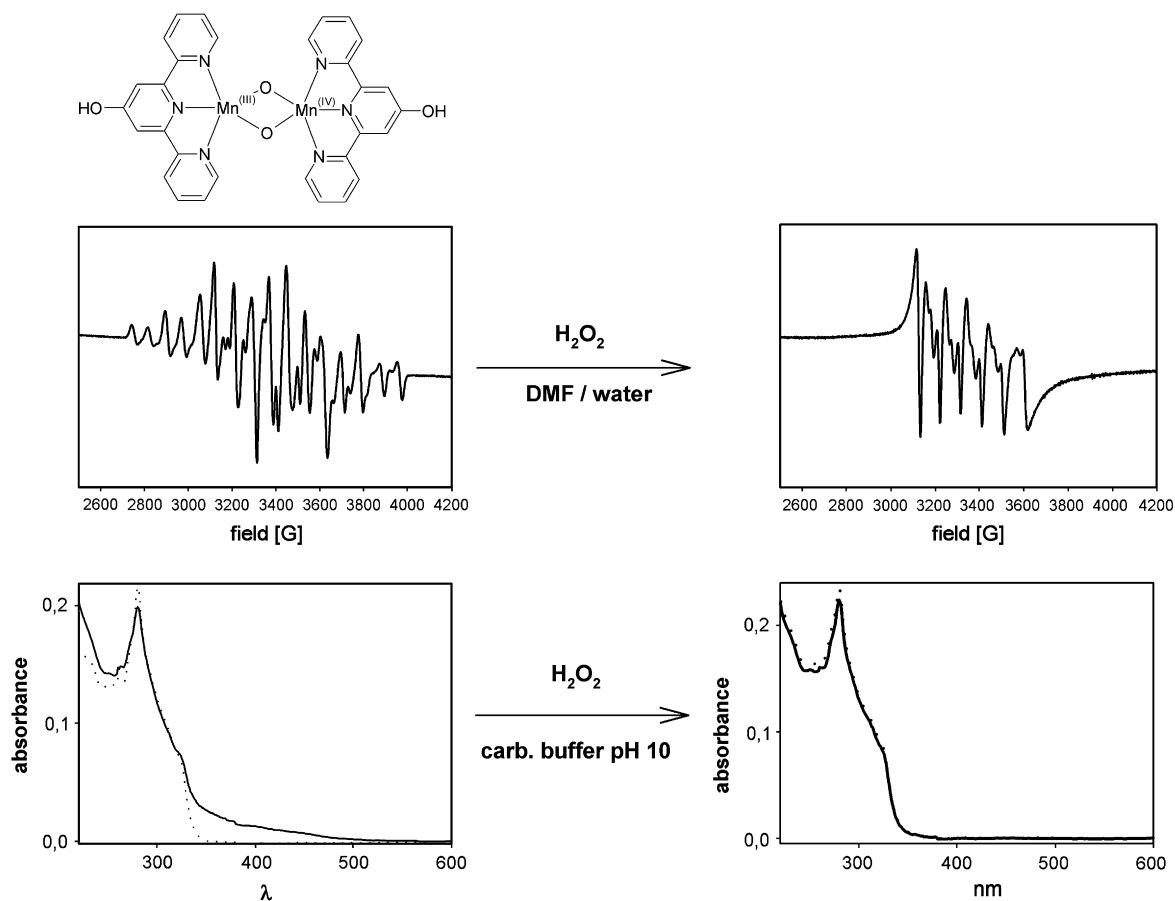 N
N
N
HO
Mn(III)
O
O
Mn(IV)
N
N
N
OH
H2O2
DMF / water
2600 2800 3000 3200 3400 3600 3800 4000 4200
field [G]
2600 2800 3000 3200 3400 3600 3800 4000 4200
field [G]
absorbance
0,2
0,1
0,0
300 400 500 600
λ
H2O2
carb. buffer pH 10
absorbance
0,2
0,1
0,0
300 400 500 600
nm